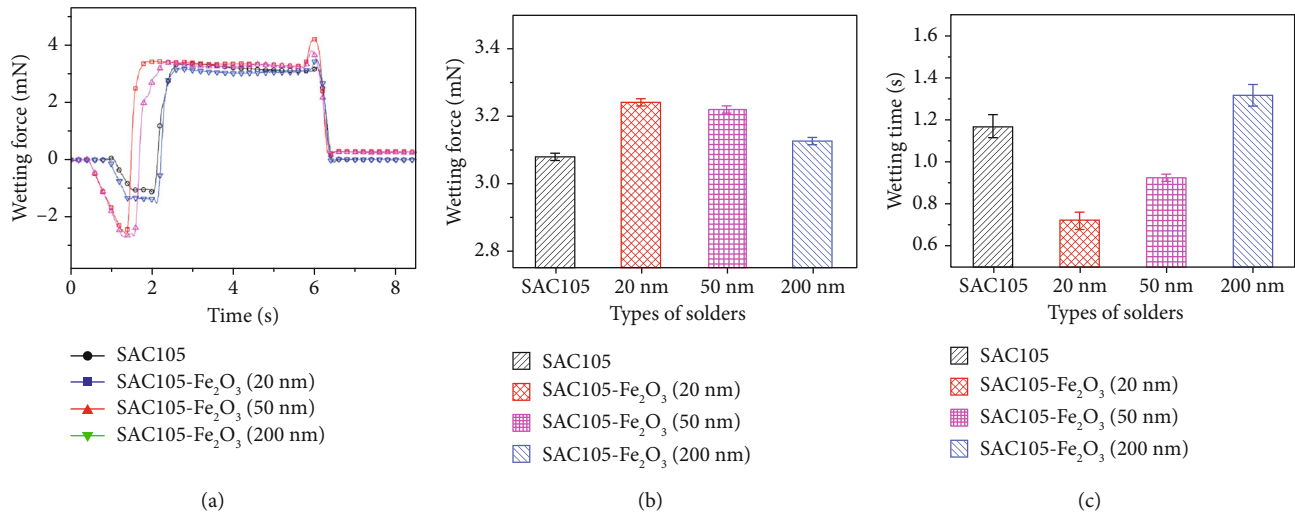 4
2
0
−2
Wetting force (mN)
0 2 4 6 8
Time (s)
SAC105
SAC105-Fe₂O₃ (20 nm)
SAC105-Fe₂O₃ (50 nm)
SAC105-Fe₂O₃ (200 nm)
(a)
3.4
3.2
3.0
2.8
Wetting force (mN)
SAC105 20 nm 50 nm 200 nm
Types of solders
SAC105
SAC105-Fe₂O₃ (20 nm)
SAC105-Fe₂O₃ (50 nm)
SAC105-Fe₂O₃ (200 nm)
(b)
1.6
1.4
1.2
1.0
0.8
0.6
Wetting time (s)
SAC105 20 nm 50 nm 200 nm
Types of solders
SAC105
SAC105-Fe₂O₃ (20 nm)
SAC105-Fe₂O₃ (50 nm)
SAC105-Fe₂O₃ (200 nm)
(c)